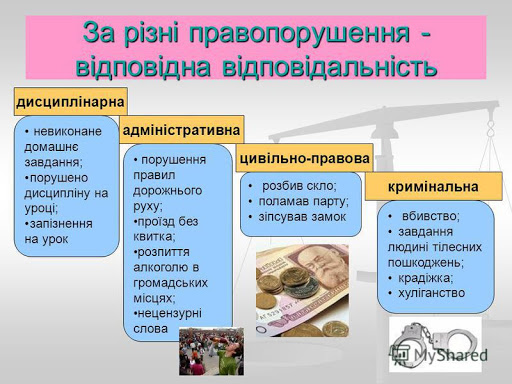 За різні правопорушення -
відповідна відповідальність
дисциплінарна
• невиконане
домашнє
завдання;
•порушено
дисципліну на
уроці;
•запізнення
на урок
адміністративна
• порушення
правил
дорожнього
руху;
•проїзд без
квитка;
•розпиття
алкоголю в
громадських
місцях;
•нецензурні
слова
цивільно-правова
• розбив скло;
• поламав парту;
• зіпсував замок
кримінальна
• вбивство;
• завдання
людині тілесних
пошкоджень;
• крадіжка;
• хуліганство
MyShared